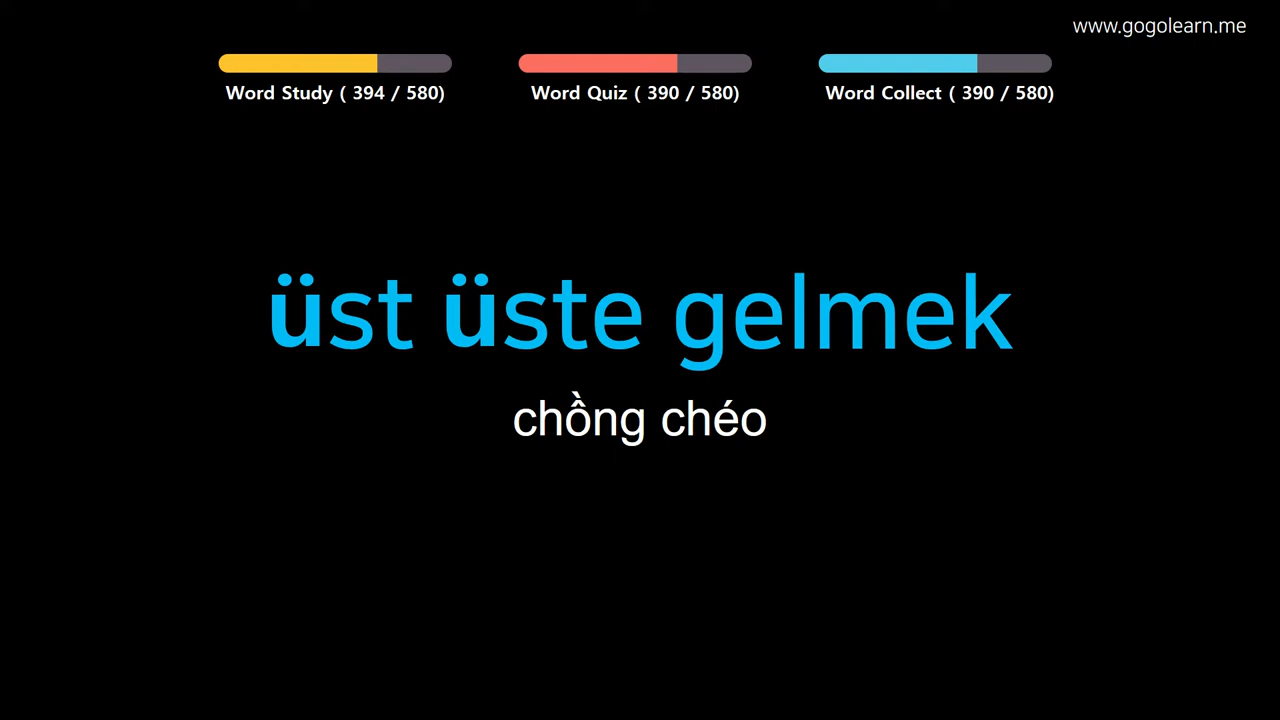 www.gogolearn.me
Word Study ( 394 / 580)
Word Quiz ( 390 / 580)
Word Collect ( 390 / 580)
üst üste gelmek
chồng chéo